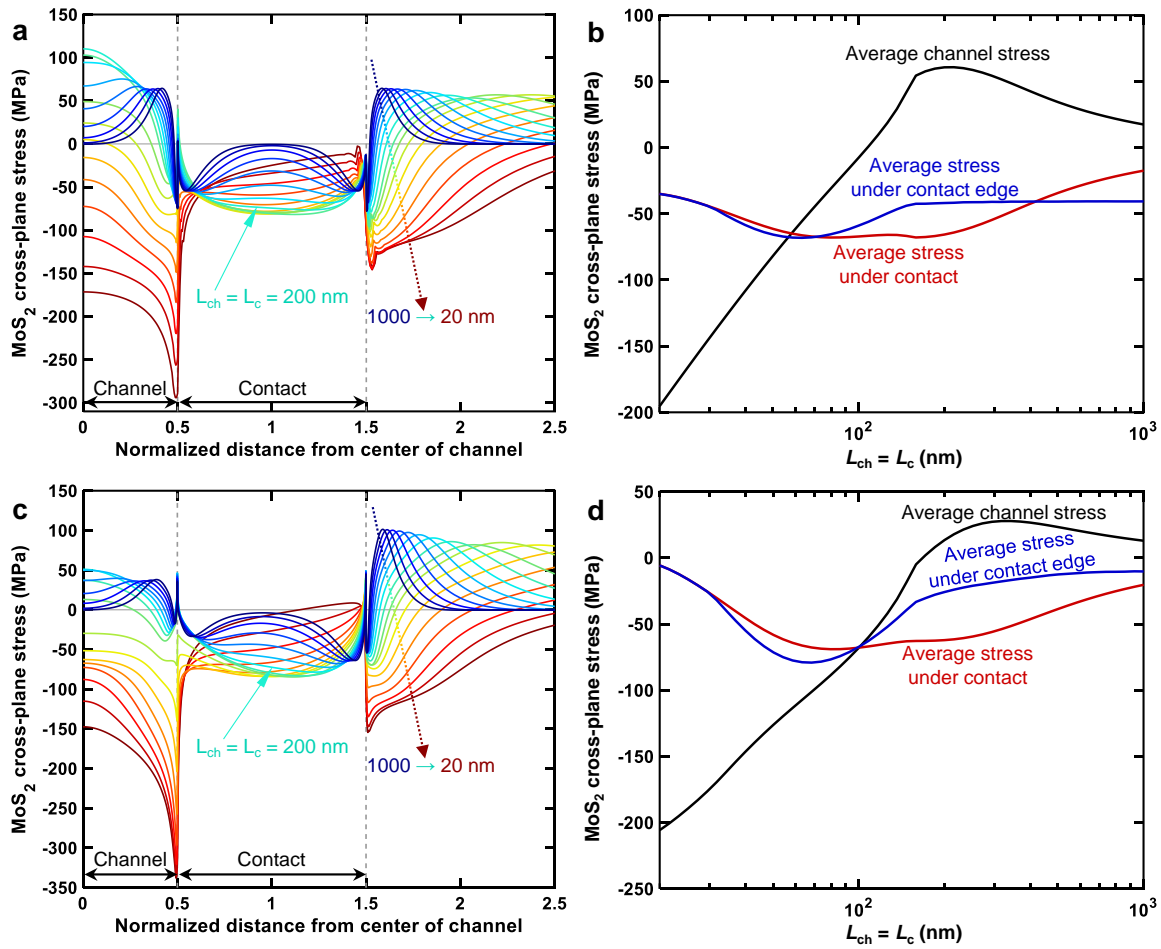 a
150
100
50
0
-50
-100
-150
-200
-250
-300
MoS2 cross-plane stress (MPa)
Lch = Lc = 200 nm
1000 → 20 nm
Channel
Contact
0
0.5
1
1.5
2
2.5
Normalized distance from center of channel
b
100
50
0
-50
-100
-150
-200
MoS2 cross-plane stress (MPa)
Average channel stress
Average stress
under contact edge
Average stress
under contact
10^2
10^3
Lch = Lc (nm)
c
150
100
50
0
-50
-100
-150
-200
-250
-300
-350
MoS2 cross-plane stress (MPa)
Lch = Lc = 200 nm
1000 → 20 nm
Channel
Contact
0
0.5
1
1.5
2
2.5
Normalized distance from center of channel
d
50
0
-50
-100
-150
-200
-250
MoS2 cross-plane stress (MPa)
Average channel stress
Average stress
under contact edge
Average stress
under contact
10^2
10^3
Lch = Lc (nm)